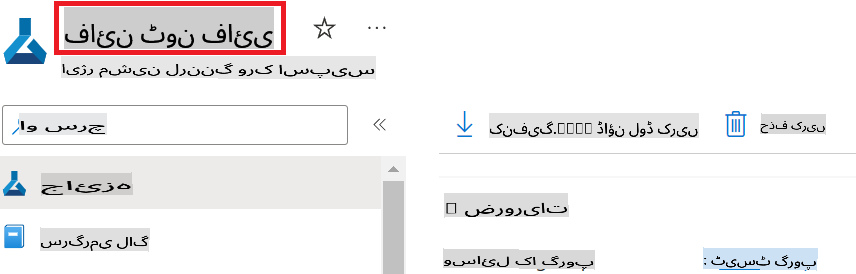 فائن ٹون فائی
ایژر مشین لرننگ ورک اسپیس
او سرچ
کنفیگ. ڈاؤن لوڈ کریں
حذف کریں
جائزہ
سرگرمی لاگ
ضروریات
وسائل کا گروپ
: ٹیسٹ گروپ